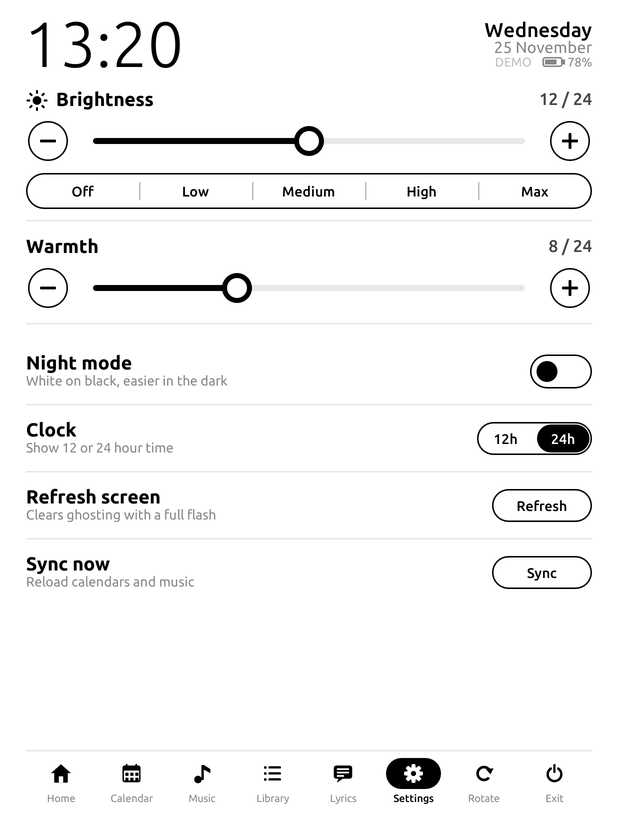 13:20
Wednesday
25 November
DEMO 78%
Brightness 12 / 24
Off Low Medium High Max
Warmth 8 / 24
Night mode
White on black, easier in the dark
Clock
Show 12 or 24 hour time
12h 24h
Refresh screen
Clears ghosting with a full flash
Refresh
Sync now
Reload calendars and music
Sync
Home Calendar Music Library Lyrics Settings Rotate Exit